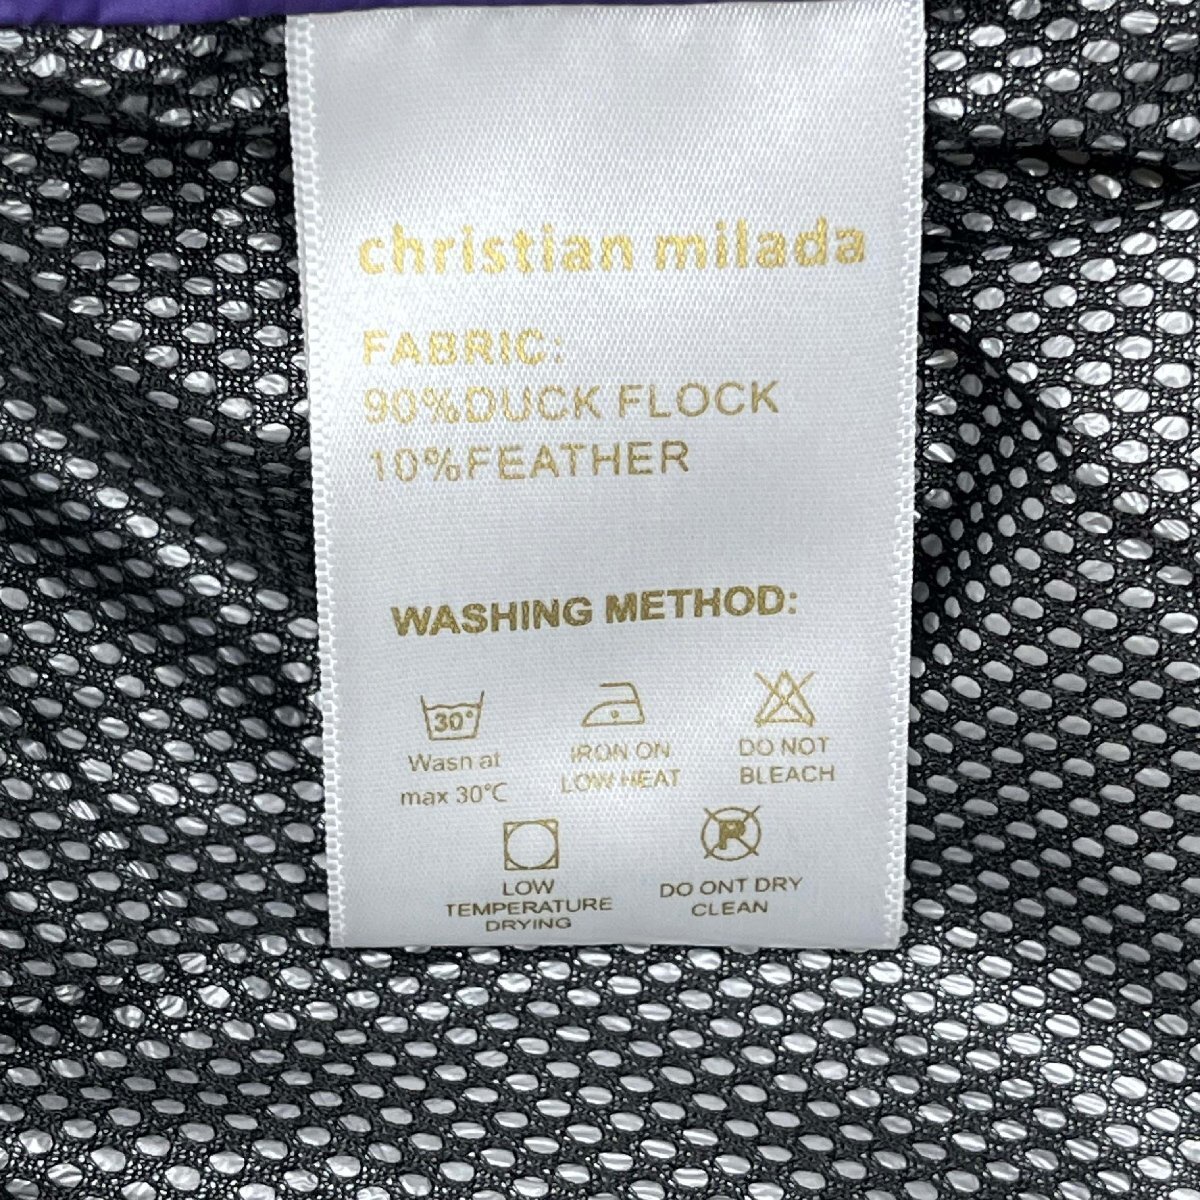 christian milada
FABRIC:
90%DUCK FLOCK
10%FEATHER
WASHING METHOD:
30°
Wasn at
max 30°C
IRON ON
LOW HEAT
DO NOT
BLEACH
LOW
TEMPERATURE
DRYING
P
DO ONT DRY
CLEAN